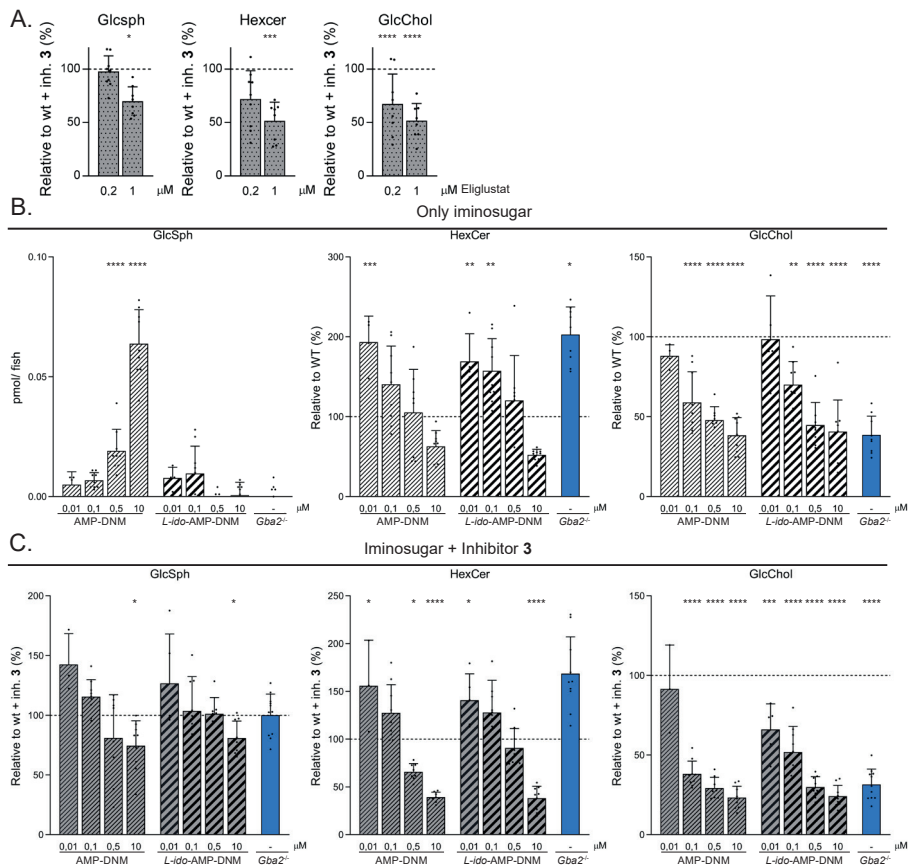 A.
Glcsph
Hexcer
GlcChol
*
***
**** ****
Relative to wt + inh. 3 (%)
Relative to wt + inh. 3 (%)
Relative to wt + inh. 3 (%)
100
50
0
100
50
0
100
50
0
0,2 1
0,2 1
0,2 1 µM Eliglustat
B.
Only iminosugar
GlcSph
HexCer
GlcChol
pmol/ fish
0.10
0.05
0.00
**** ****
0,01 0,1 0,5 10 0,01 0,1 0,5 10 - µM
AMP-DNM L-ido-AMP-DNM Gba2-/-
Relative to WT (%)
300
200
100
0
*** ** ** *
0,01 0,1 0,5 10 0,01 0,1 0,5 10 - µM
AMP-DNM L-ido-AMP-DNM Gba2-/-
Relative to WT (%)
150
100
50
0
**** **** **** ** **** **** ****
0,01 0,1 0,5 10 0,01 0,1 0,5 10 - µM
AMP-DNM L-ido-AMP-DNM Gba2-/-
C.
Iminosugar + Inhibitor 3
GlcSph
HexCer
GlcChol
Relative to wt + inh. 3 (%)
200
150
100
50
0
* *
0,01 0,1 0,5 10 0,01 0,1 0,5 10 - µM
AMP-DNM L-ido-AMP-DNM Gba2-/-
Relative to wt + inh. 3 (%)
250
200
150
100
50
0
* * **** * ****
0,01 0,1 0,5 10 0,01 0,1 0,5 10 - µM
AMP-DNM L-ido-AMP-DNM Gba2-/-
Relative to wt + inh. 3 (%)
150
100
50
0
**** **** **** *** **** **** **** ****
0,01 0,1 0,5 10 0,01 0,1 0,5 10 - µM
AMP-DNM L-ido-AMP-DNM Gba2-/-